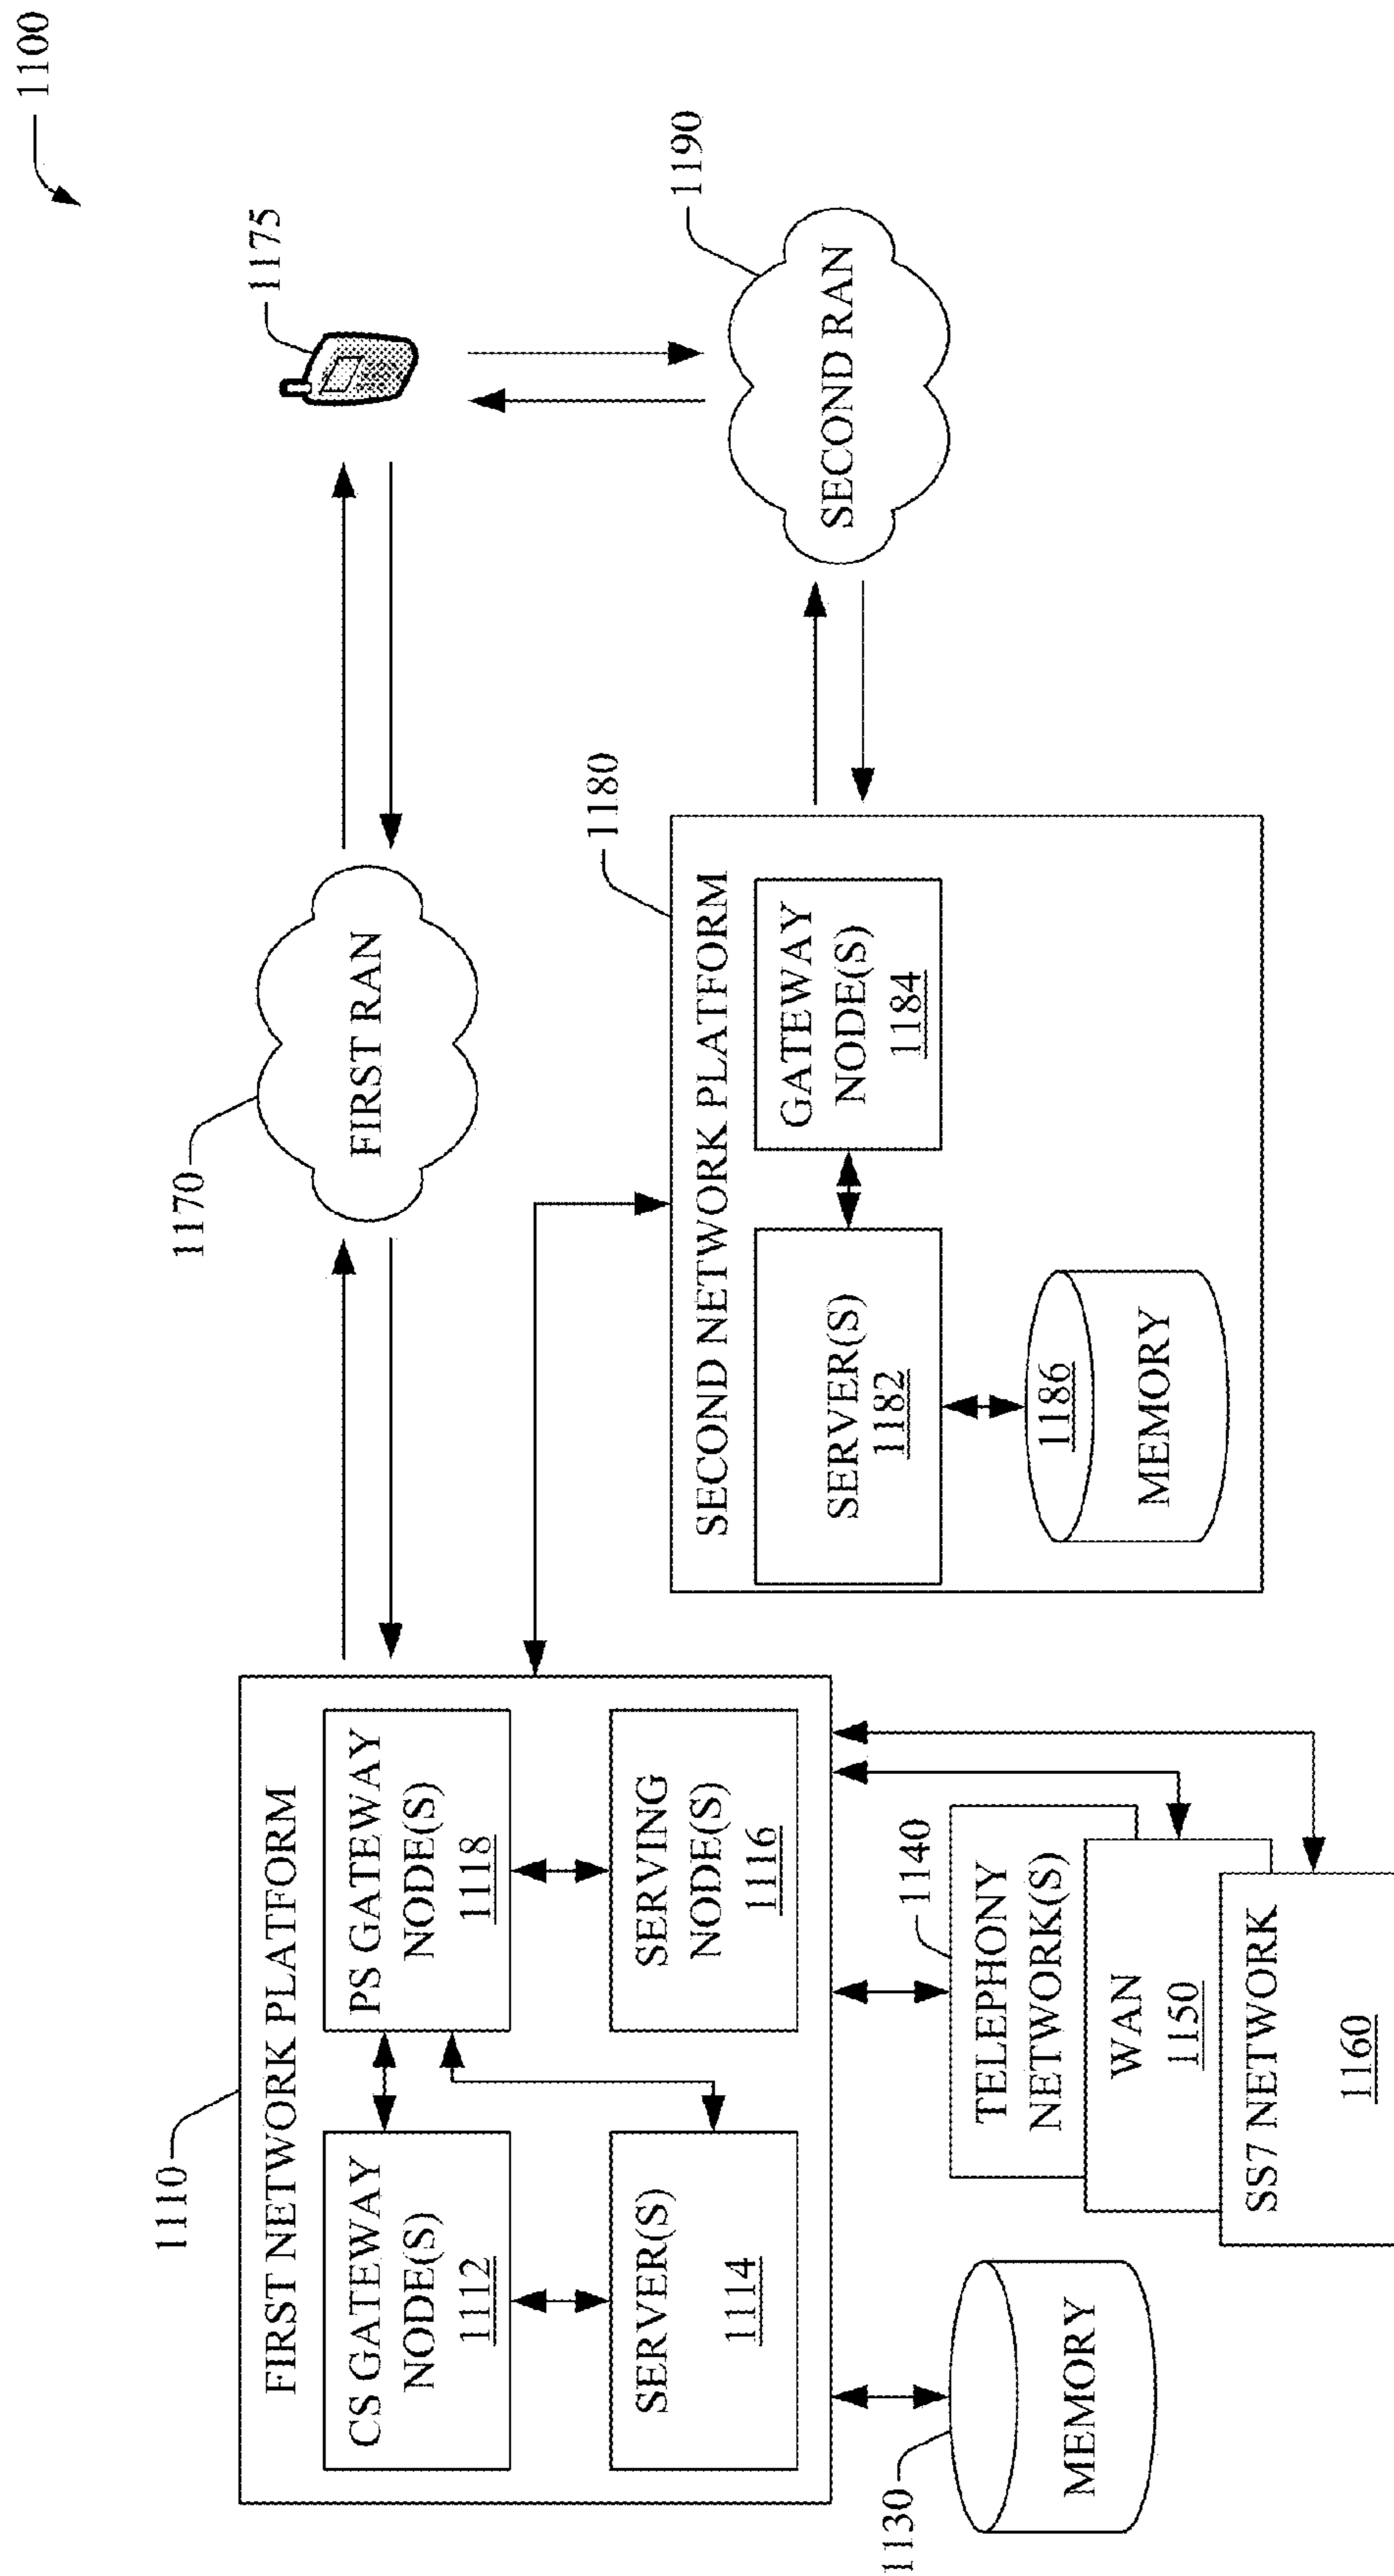 1100
1110
FIRST NETWORK PLATFORM
CS GATEWAY
NODE(S)
1112
PS GATEWAY
NODE(S)
1118
SERVER(S)
1114
SERVING
NODE(S)
1116
1170
FIRST RAN
1175
1180
SECOND NETWORK PLATFORM
SERVER(S)
1182
GATEWAY
NODE(S)
1184
1186
MEMORY
1190
SECOND RAN
1130
MEMORY
1140
TELEPHONY
NETWORK(S)
WAN
1150
SS7 NETWORK
1160